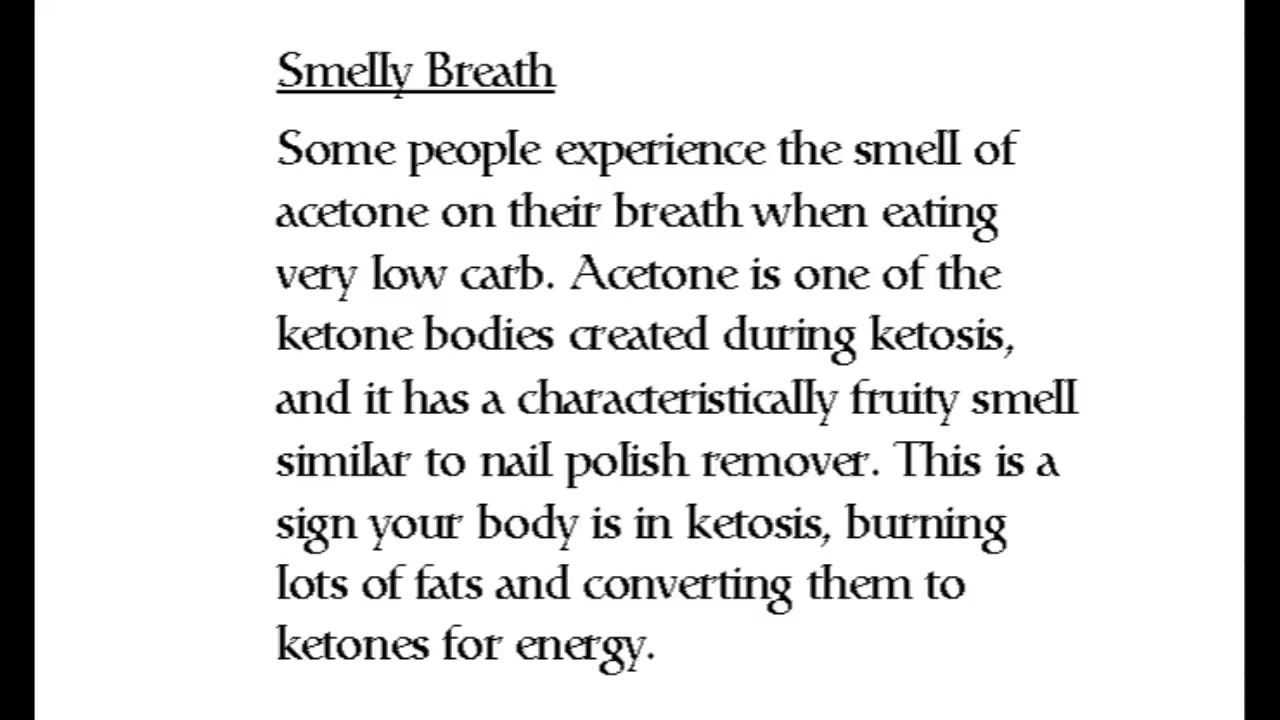 Smelly Breath
Some people experience the smell of
acetone on their breath when eating
very low carb. Acetone is one of the
ketone bodies created during ketosis,
and it has a characteristically fruity smell
similar to nail polish remover. This is a
sign your body is in ketosis, burning
lots of fats and converting them to
ketones for energy.